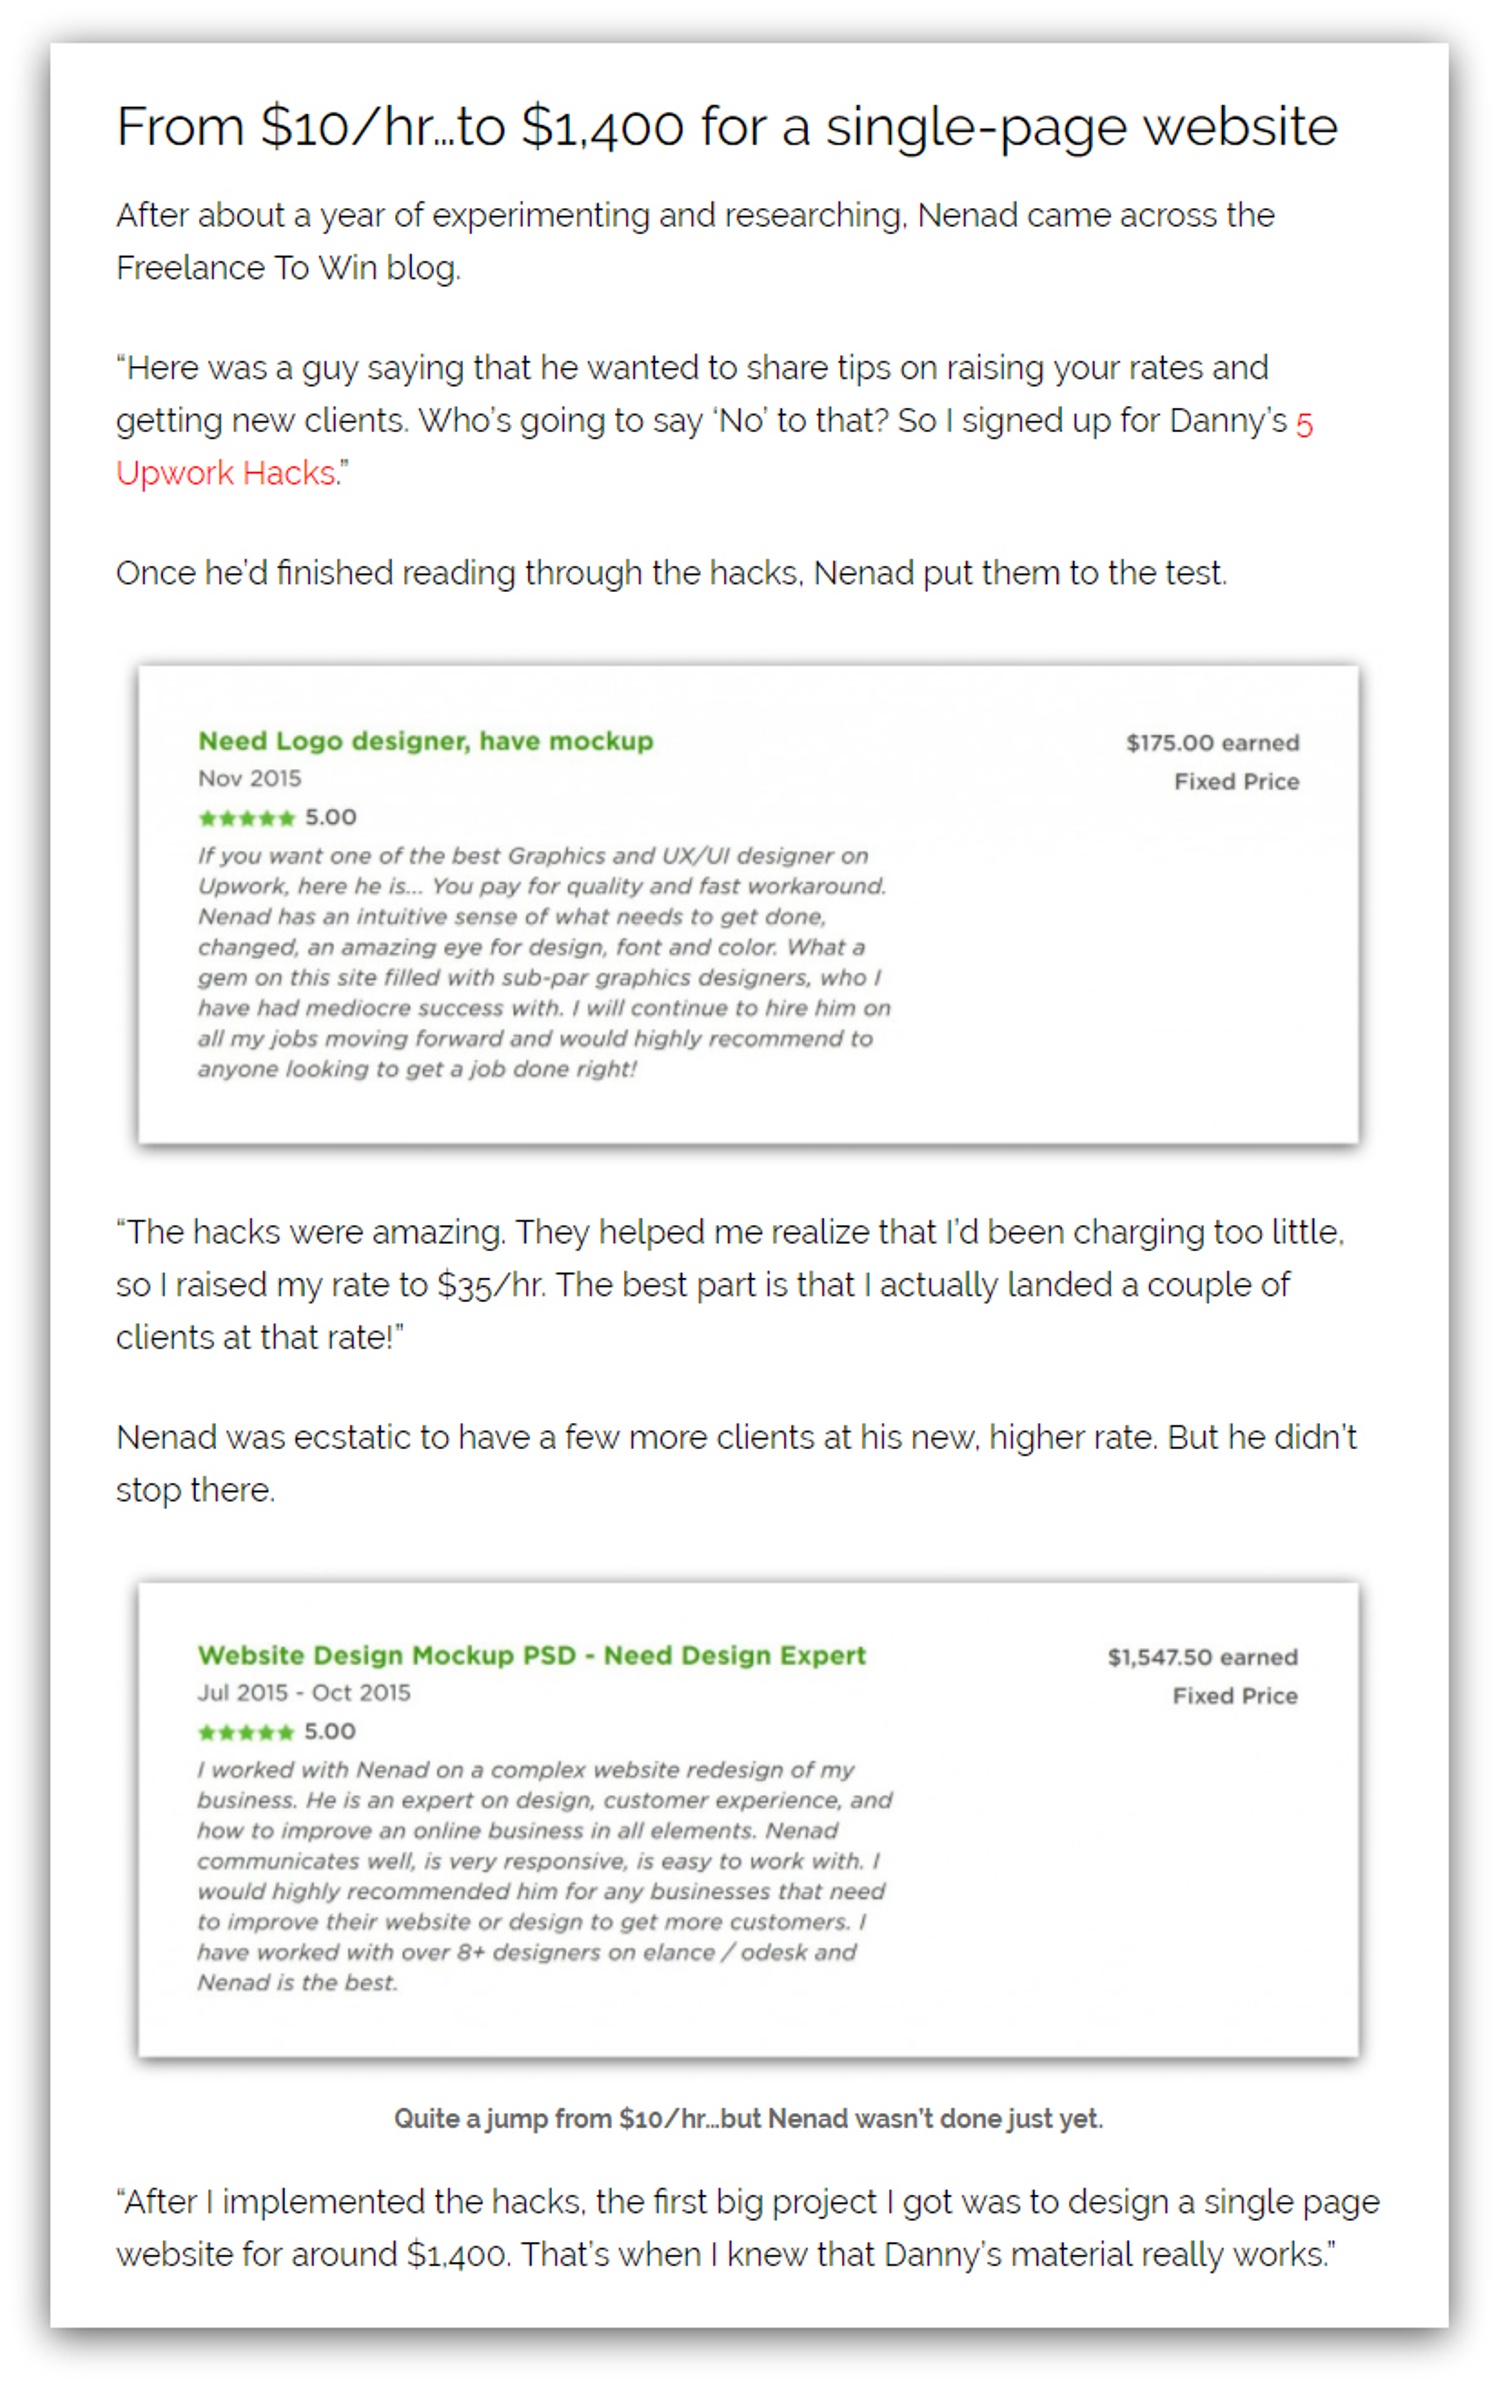 From $10/hr...to $1,400 for a single-page website
After about a year of experimenting and researching, Nenad came across the
Freelance To Win blog.
“Here was a guy saying that he wanted to share tips on raising your rates and
getting new clients. Who’s going to say ‘No’ to that? So I signed up for Danny’s 5
Upwork Hacks.”
Once he’d finished reading through the hacks, Nenad put them to the test.
Need Logo designer, have mockup
$175.00 earned
Nov 2015
Fixed Price
★★★★★ 5.00
If you want one of the best Graphics and UX/UI designer on
Upwork, here he is... You pay for quality and fast workaround.
Nenad has an intuitive sense of what needs to get done,
changed, an amazing eye for design, font and color. What a
gem on this site filled with sub-par graphics designers, who I
have had mediocre success with. I will continue to hire him on
all my jobs moving forward and would highly recommend to
anyone looking to get a job done right!
“The hacks were amazing. They helped me realize that I’d been charging too little,
so I raised my rate to $35/hr. The best part is that I actually landed a couple of
clients at that rate!”
Nenad was ecstatic to have a few more clients at his new, higher rate. But he didn’t
stop there.
Website Design Mockup PSD - Need Design Expert
$1,547.50 earned
Jul 2015 - Oct 2015
Fixed Price
★★★★★ 5.00
I worked with Nenad on a complex website redesign of my
business. He is an expert on design, customer experience, and
how to improve an online business in all elements. Nenad
communicates well, is very responsive, is easy to work with. I
would highly recommended him for any businesses that need
to improve their website or design to get more customers. I
have worked with over 8+ designers on elance / odesk and
Nenad is the best.
Quite a jump from $10/hr...but Nenad wasn’t done just yet.
“After I implemented the hacks, the first big project I got was to design a single page
website for around $1,400. That’s when I knew that Danny’s material really works.”